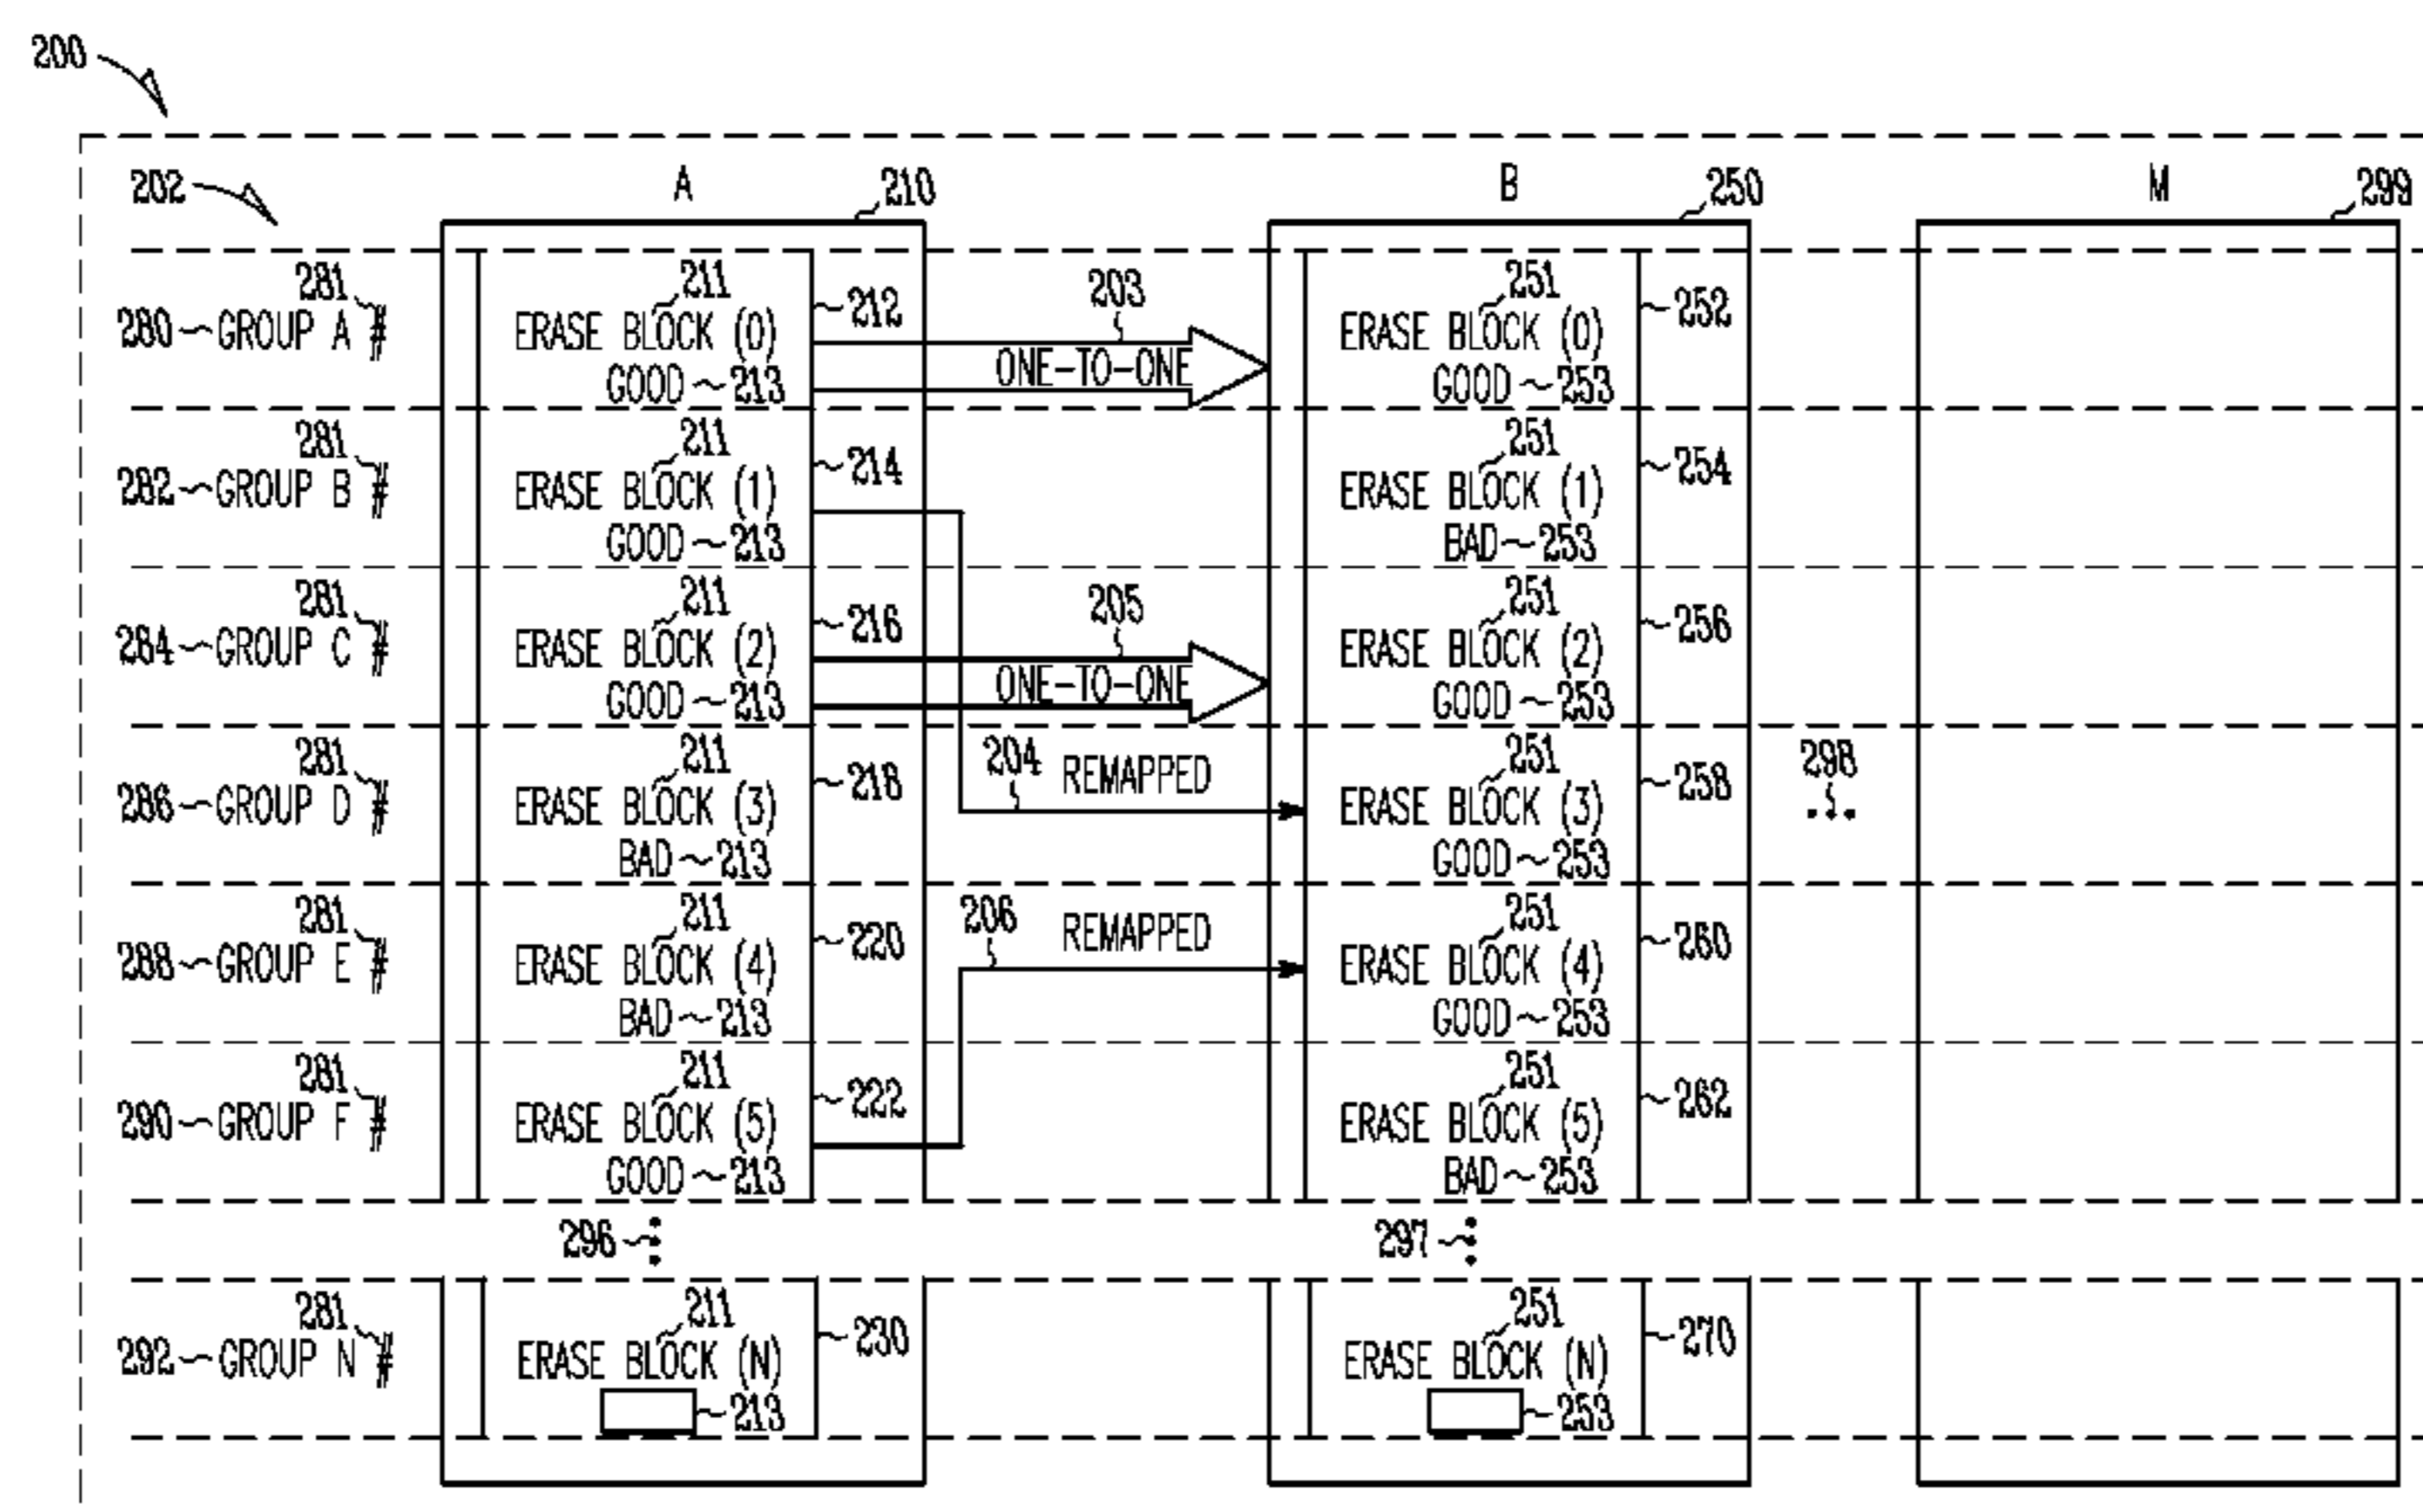 200
202 A 210 B 250 M 299
281 211 212 203 251 252
280 GROUP A # ERASE BLOCK (0) ONE-TO-ONE ERASE BLOCK (0)
GOOD 213 GOOD 253
281 211 214 251 254
282 GROUP B # ERASE BLOCK (1) ERASE BLOCK (1)
GOOD 213 BAD 253
281 211 216 205 251 256
284 GROUP C # ERASE BLOCK (2) ONE-TO-ONE ERASE BLOCK (2)
GOOD 213 GOOD 253
281 211 218 204 REMAPPED 251 258 298
286 GROUP D # ERASE BLOCK (3) ERASE BLOCK (3) ...
BAD 213 GOOD 253
281 211 220 206 REMAPPED 251 260
288 GROUP E # ERASE BLOCK (4) ERASE BLOCK (4)
BAD 213 GOOD 253
281 211 222 251 262
290 GROUP F # ERASE BLOCK (5) ERASE BLOCK (5)
GOOD 213 BAD 253
296 297
281 211 230 251 270
292 GROUP N # ERASE BLOCK (N) ERASE BLOCK (N)
213 253